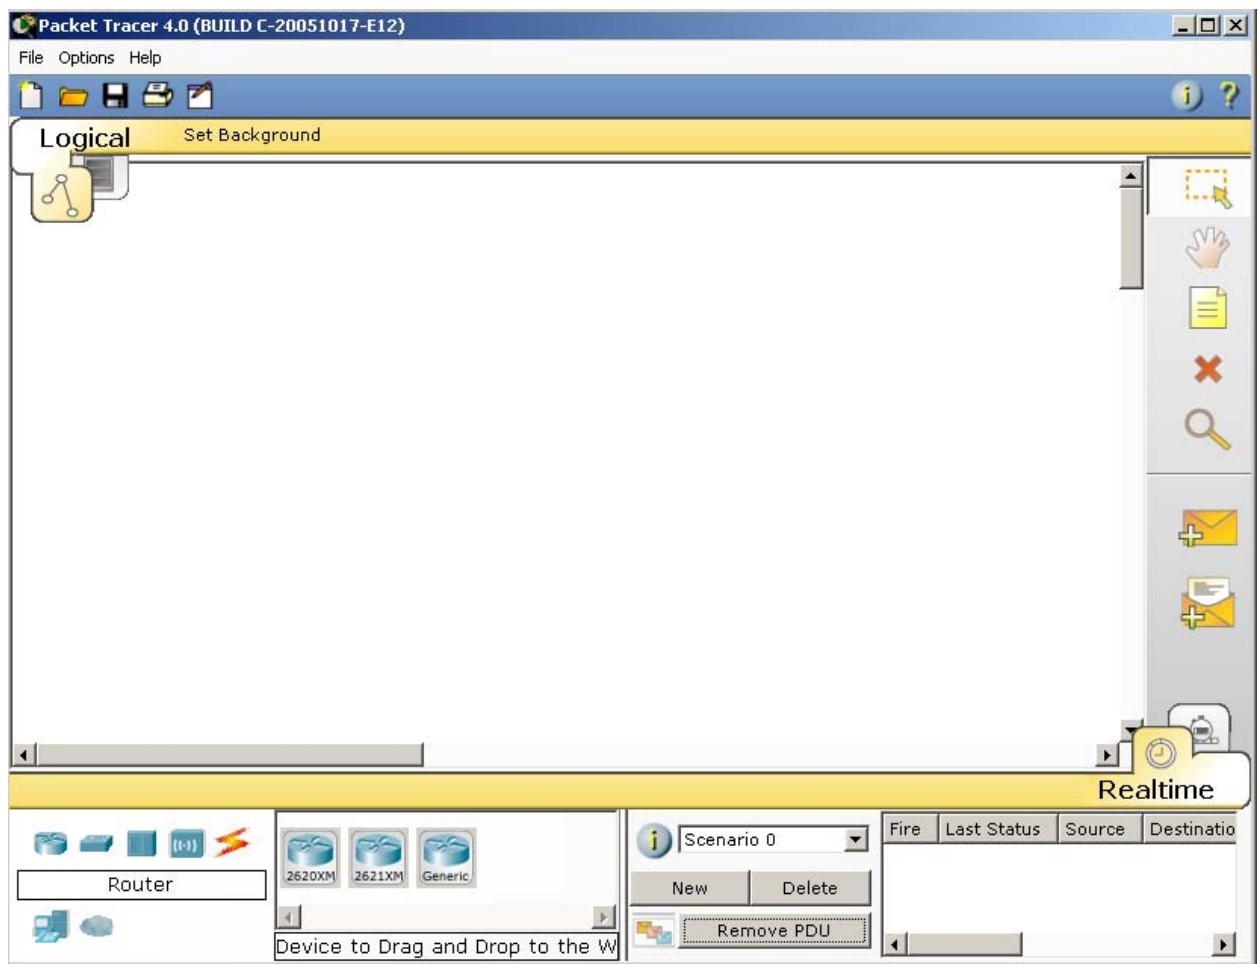 Packet Tracer 4.0 (BUILD C-20051017-E12)
File Options Help
Logical Set Background
Realtime
Router
2620XM 2621XM Generic
Device to Drag and Drop to the W
Scenario 0
New Delete
Remove PDU
Fire Last Status Source Destinatio